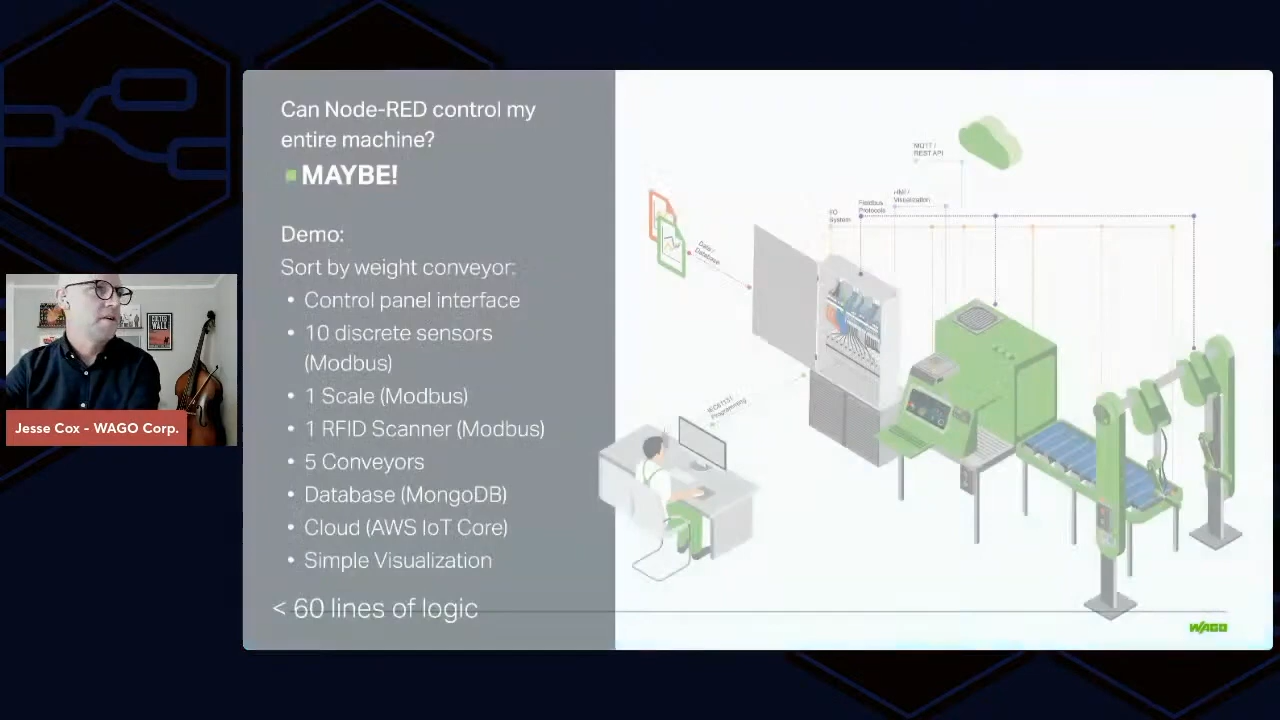 Can Node-RED control my
entire machine?
MAYBE!
Demo:
Sort by weight conveyor:
• Control panel interface
• 10 discrete sensors
(Modbus)
• 1 Scale (Modbus)
• 1 RFID Scanner (Modbus)
• 5 Conveyors
• Database (MongoDB)
• Cloud (AWS IoT Core)
• Simple Visualization
< 60 lines of logic
REST API
Visualization
Fieldbus
Protocols
I/O
System
Data /
Database
IEC61131
Programming
WAGO
Jesse Cox - WAGO Corp.